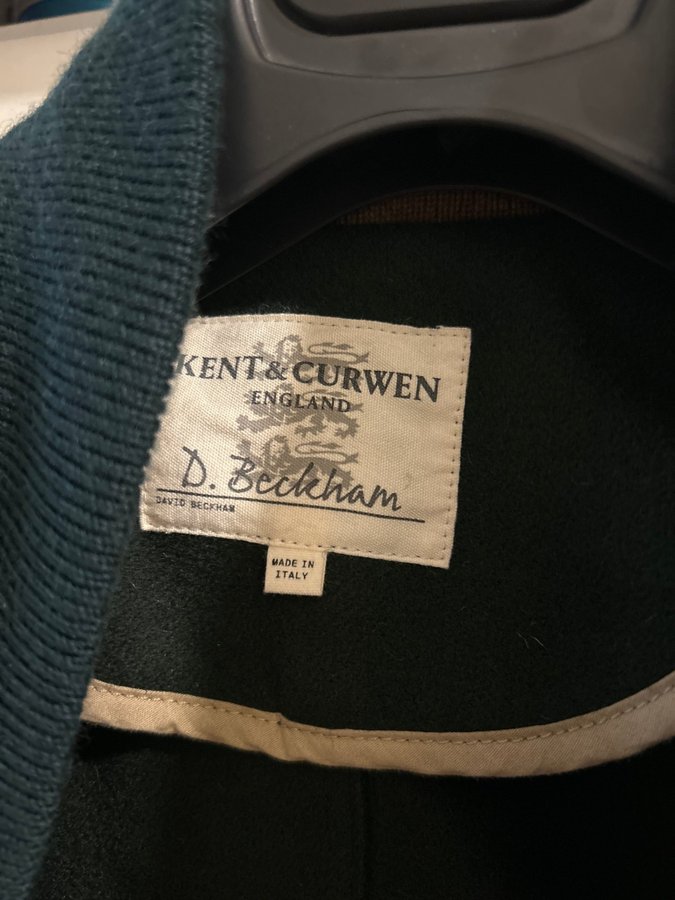 KENT & CURWEN
ENGLAND
D. Beckham
DAVID BECKHAM
MADE IN
ITALY